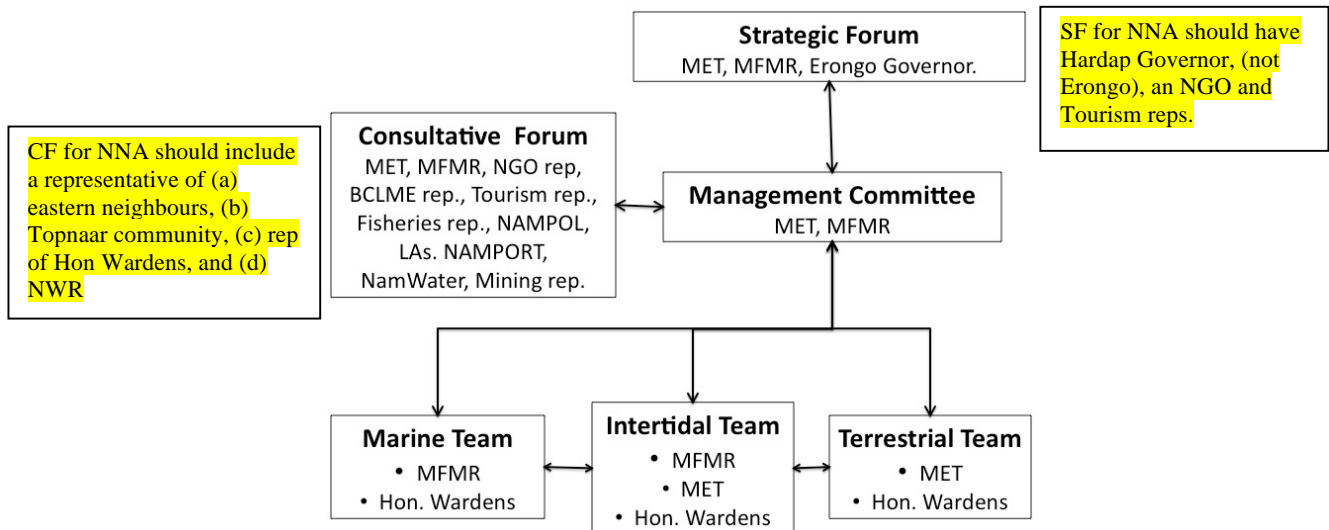 Strategic Forum
MET, MFMR, Erongo Governor.
SF for NNA should have
Hardap Governor, (not
Erongo), an NGO and
Tourism reps.
CF for NNA should include
a representative of (a)
eastern neighbours, (b)
Topnaar community, (c) rep
of Hon Wardens, and (d)
NWR
Consultative Forum
MET, MFMR, NGO rep,
BCLME rep., Tourism rep.,
Fisheries rep., NAMPOL,
LAs. NAMPORT,
NamWater, Mining rep.
Management Committee
MET, MFMR
Marine Team
• MFMR
• Hon. Wardens
Intertidal Team
• MFMR
• MET
• Hon. Wardens
Terrestrial Team
• MET
• Hon. Wardens